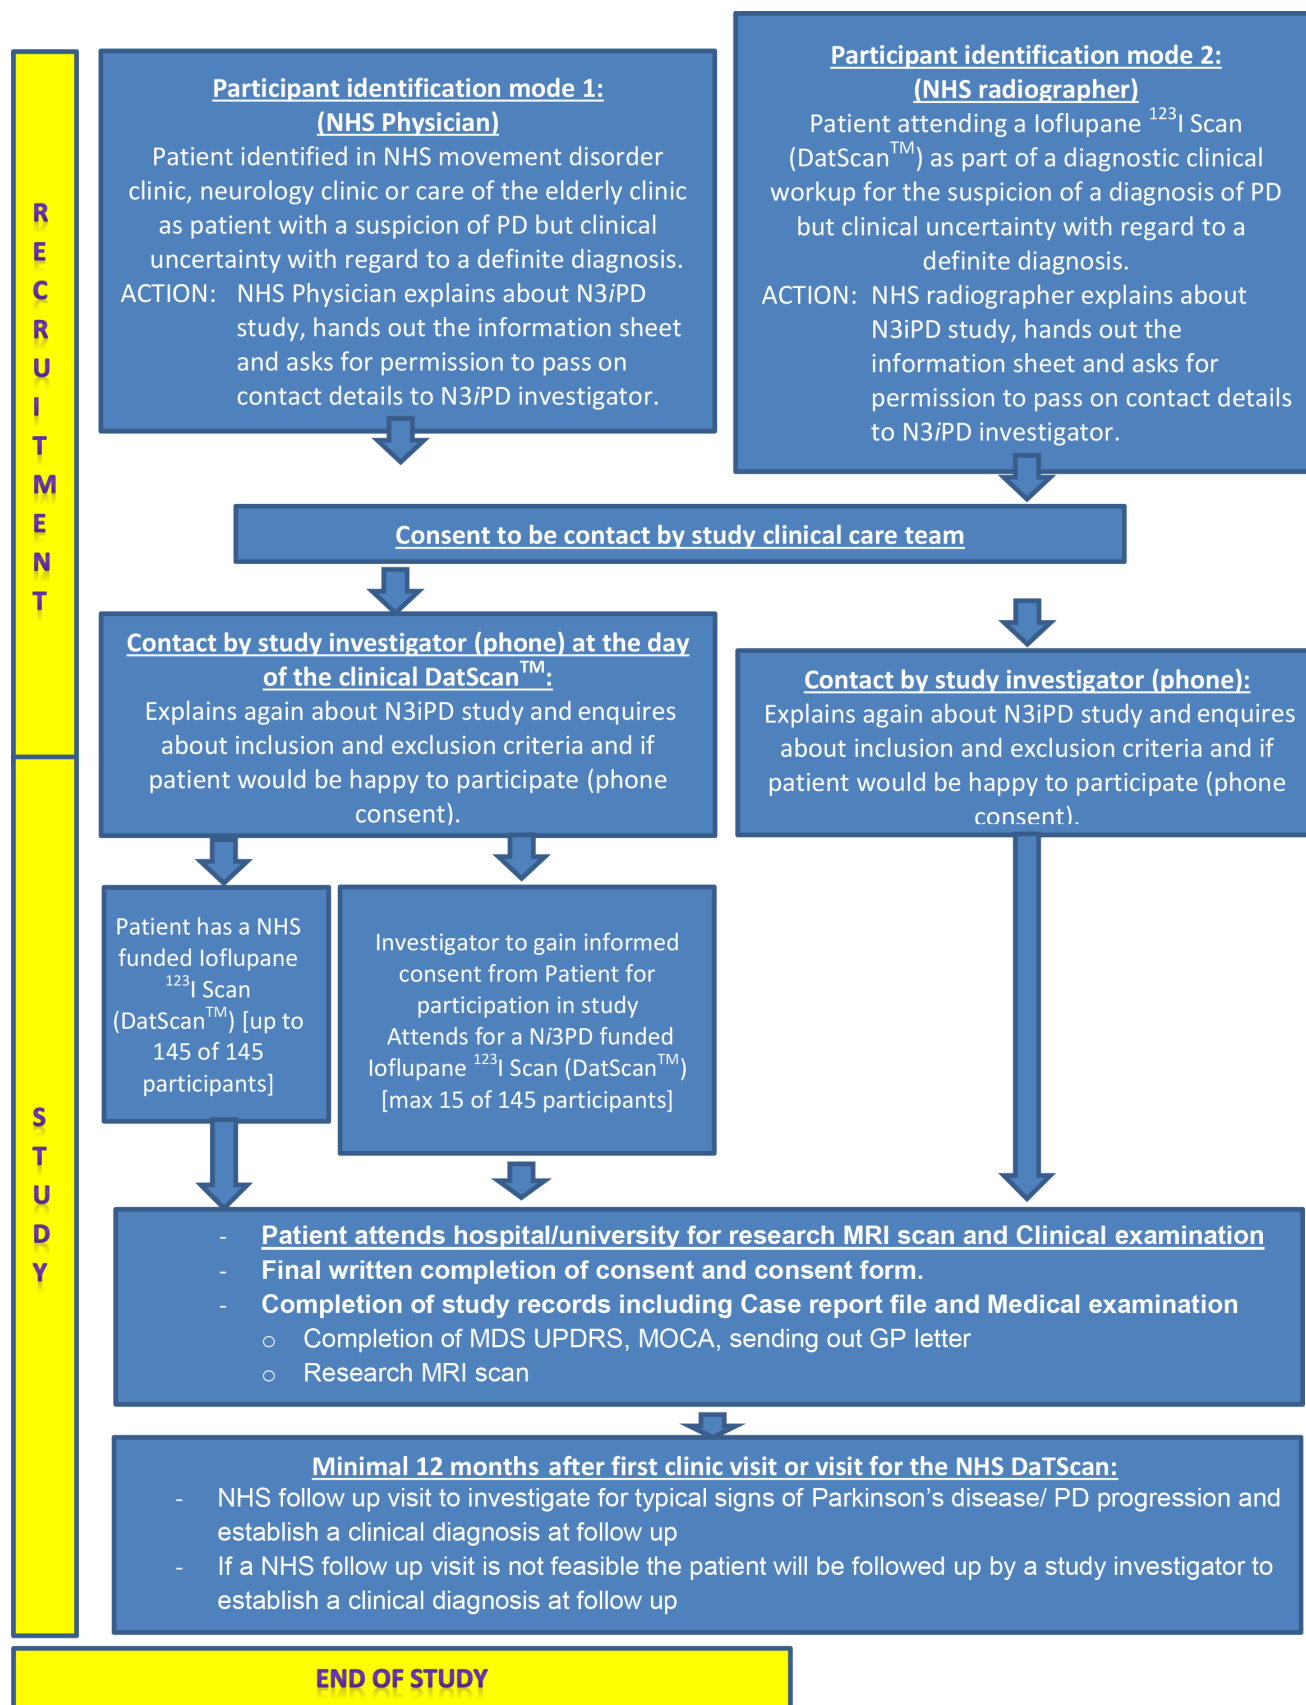 RECRUITMENT
Participant identification mode 1:
(NHS Physician)
Patient identified in NHS movement disorder
clinic, neurology clinic or care of the elderly clinic
as patient with a suspicion of PD but clinical
uncertainty with regard to a definite diagnosis.
ACTION: NHS Physician explains about N3iPD
study, hands out the information sheet
and asks for permission to pass on
contact details to N3iPD investigator.
Participant identification mode 2:
(NHS radiographer)
Patient attending a Ioflupane ¹²³I Scan
(DatScan™) as part of a diagnostic clinical
workup for the suspicion of a diagnosis of PD
but clinical uncertainty with regard to a
definite diagnosis.
ACTION: NHS radiographer explains about
N3iPD study, hands out the
information sheet and asks for
permission to pass on contact details
to N3iPD investigator.
Consent to be contact by study clinical care team
Contact by study investigator (phone) at the day
of the clinical DatScan™:
Explains again about N3iPD study and enquires
about inclusion and exclusion criteria and if
patient would be happy to participate (phone
consent).
Contact by study investigator (phone):
Explains again about N3iPD study and enquires
about inclusion and exclusion criteria and if
patient would be happy to participate (phone
consent).
STUDY
Patient has a NHS
funded Ioflupane
¹²³I Scan
(DatScan™) [up to
145 of 145
participants]
Investigator to gain informed
consent from Patient for
participation in study
Attends for a Ni3PD funded
Ioflupane ¹²³I Scan (DatScan™)
[max 15 of 145 participants]
- Patient attends hospital/university for research MRI scan and Clinical examination
- Final written completion of consent and consent form.
- Completion of study records including Case report file and Medical examination
o Completion of MDS UPDRS, MOCA, sending out GP letter
o Research MRI scan
Minimal 12 months after first clinic visit or visit for the NHS DaTScan:
- NHS follow up visit to investigate for typical signs of Parkinson’s disease/ PD progression and
establish a clinical diagnosis at follow up
- If a NHS follow up visit is not feasible the patient will be followed up by a study investigator to
establish a clinical diagnosis at follow up
END OF STUDY